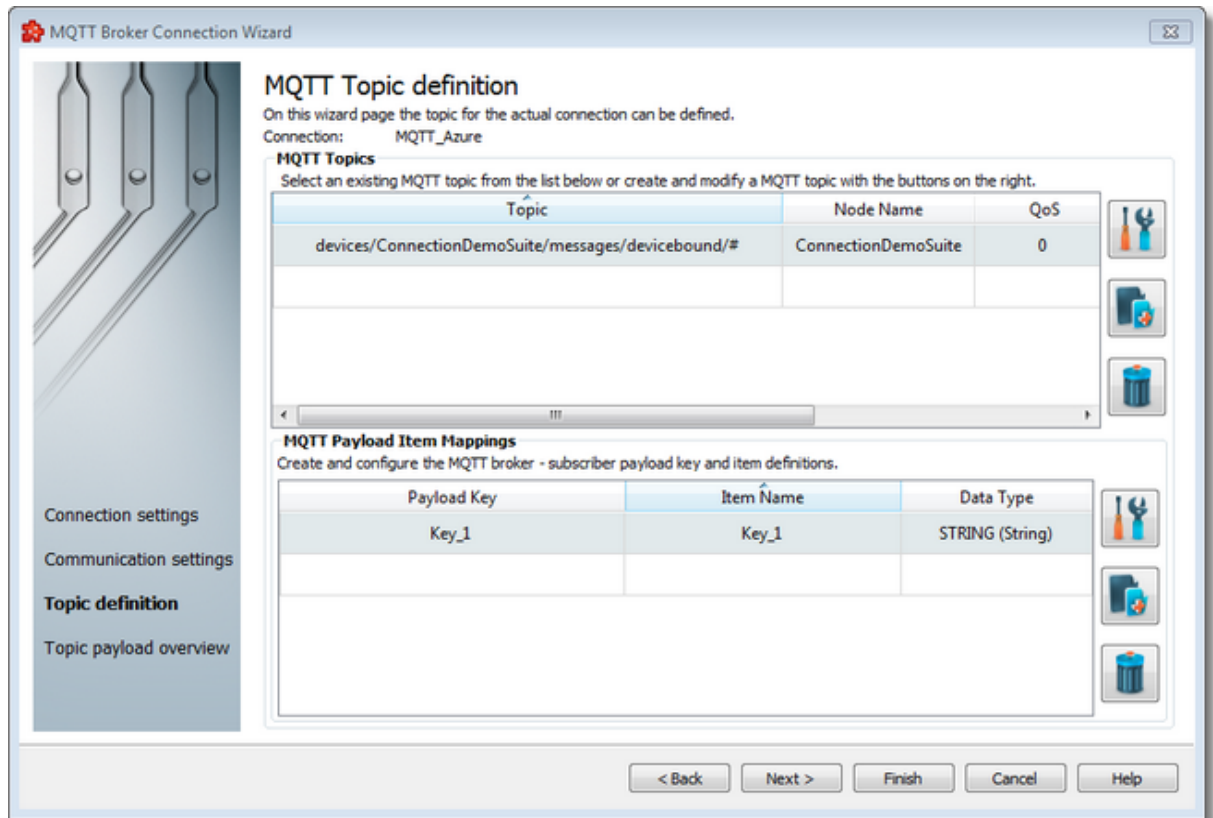 MQTT Broker Connection Wizard
MQTT Topic definition
On this wizard page the topic for the actual connection can be defined.
Connection: MQTT_Azure
MQTT Topics
Select an existing MQTT topic from the list below or create and modify a MQTT topic with the buttons on the right.
Topic Node Name QoS
devices/ConnectionDemoSuite/messages/devicebound/# ConnectionDemoSuite 0
MQTT Payload Item Mappings
Create and configure the MQTT broker - subscriber payload key and item definitions.
Payload Key Item Name Data Type
Key_1 Key_1 STRING (String)
Connection settings
Communication settings
Topic definition
Topic payload overview
< Back Next > Finish Cancel Help